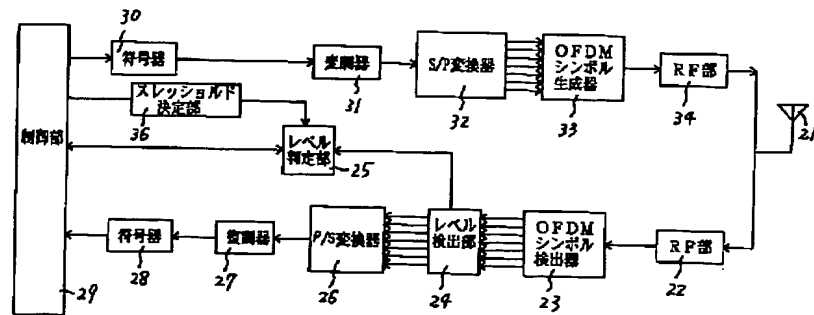 30
符号器
変調器
31
S/P変換器
32
OFDM
シンボル
生成器
33
RF部
34
21
スレッショルド
決定部
36
制御部
レベル
判定部
25
符号器
28
復調器
27
P/S変換器
26
レベル
検出部
24
OFDM
シンボル
検出器
23
RF部
22
29